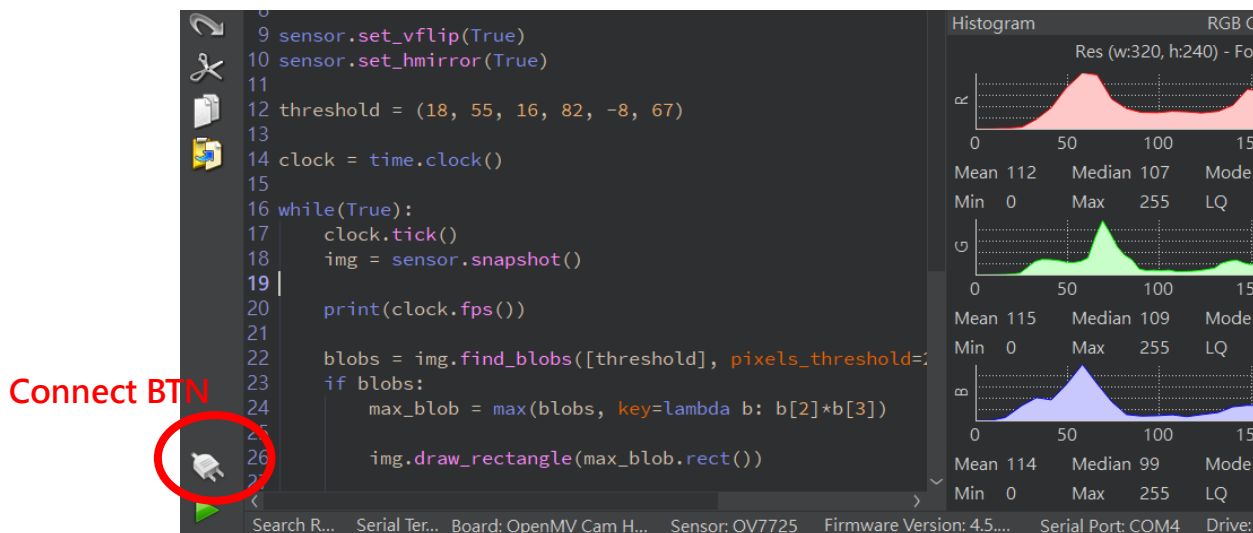 8
9 sensor.set_vflip(True)
10 sensor.set_hmirror(True)
11
12 threshold = (18, 55, 16, 82, -8, 67)
13
14 clock = time.clock()
15
16 while(True):
17 clock.tick()
18 img = sensor.snapshot()
19
20 print(clock.fps())
21
22 blobs = img.find_blobs([threshold], pixels_threshold=2
23 if blobs:
24 max_blob = max(blobs, key=lambda b: b[2]*b[3])
25
26 img.draw_rectangle(max_blob.rect())
27
Connect BTN
Histogram RGB C
Res (w:320, h:240) - Fo
R
0 50 100 15
Mean 112 Median 107 Mode
Min 0 Max 255 LQ
G
0 50 100 15
Mean 115 Median 109 Mode
Min 0 Max 255 LQ
B
0 50 100 15
Mean 114 Median 99 Mode
Min 0 Max 255 LQ
Search R... Serial Ter... Board: OpenMV Cam H... Sensor: OV7725 Firmware Version: 4.5.... Serial Port: COM4 Drive: